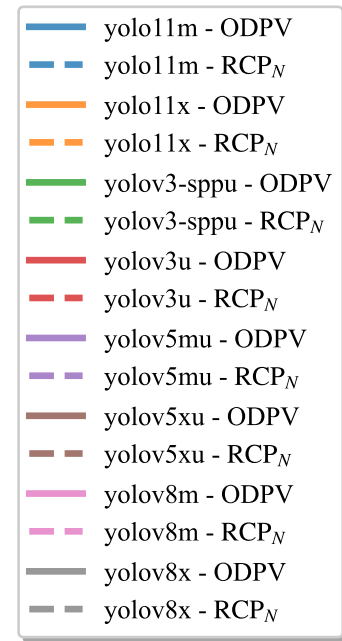 yolo11m - ODPV
yolo11m - RCP_N
yolo11x - ODPV
yolo11x - RCP_N
yolov3-sppu - ODPV
yolov3-sppu - RCP_N
yolov3u - ODPV
yolov3u - RCP_N
yolov5mu - ODPV
yolov5mu - RCP_N
yolov5xu - ODPV
yolov5xu - RCP_N
yolov8m - ODPV
yolov8m - RCP_N
yolov8x - ODPV
yolov8x - RCP_N